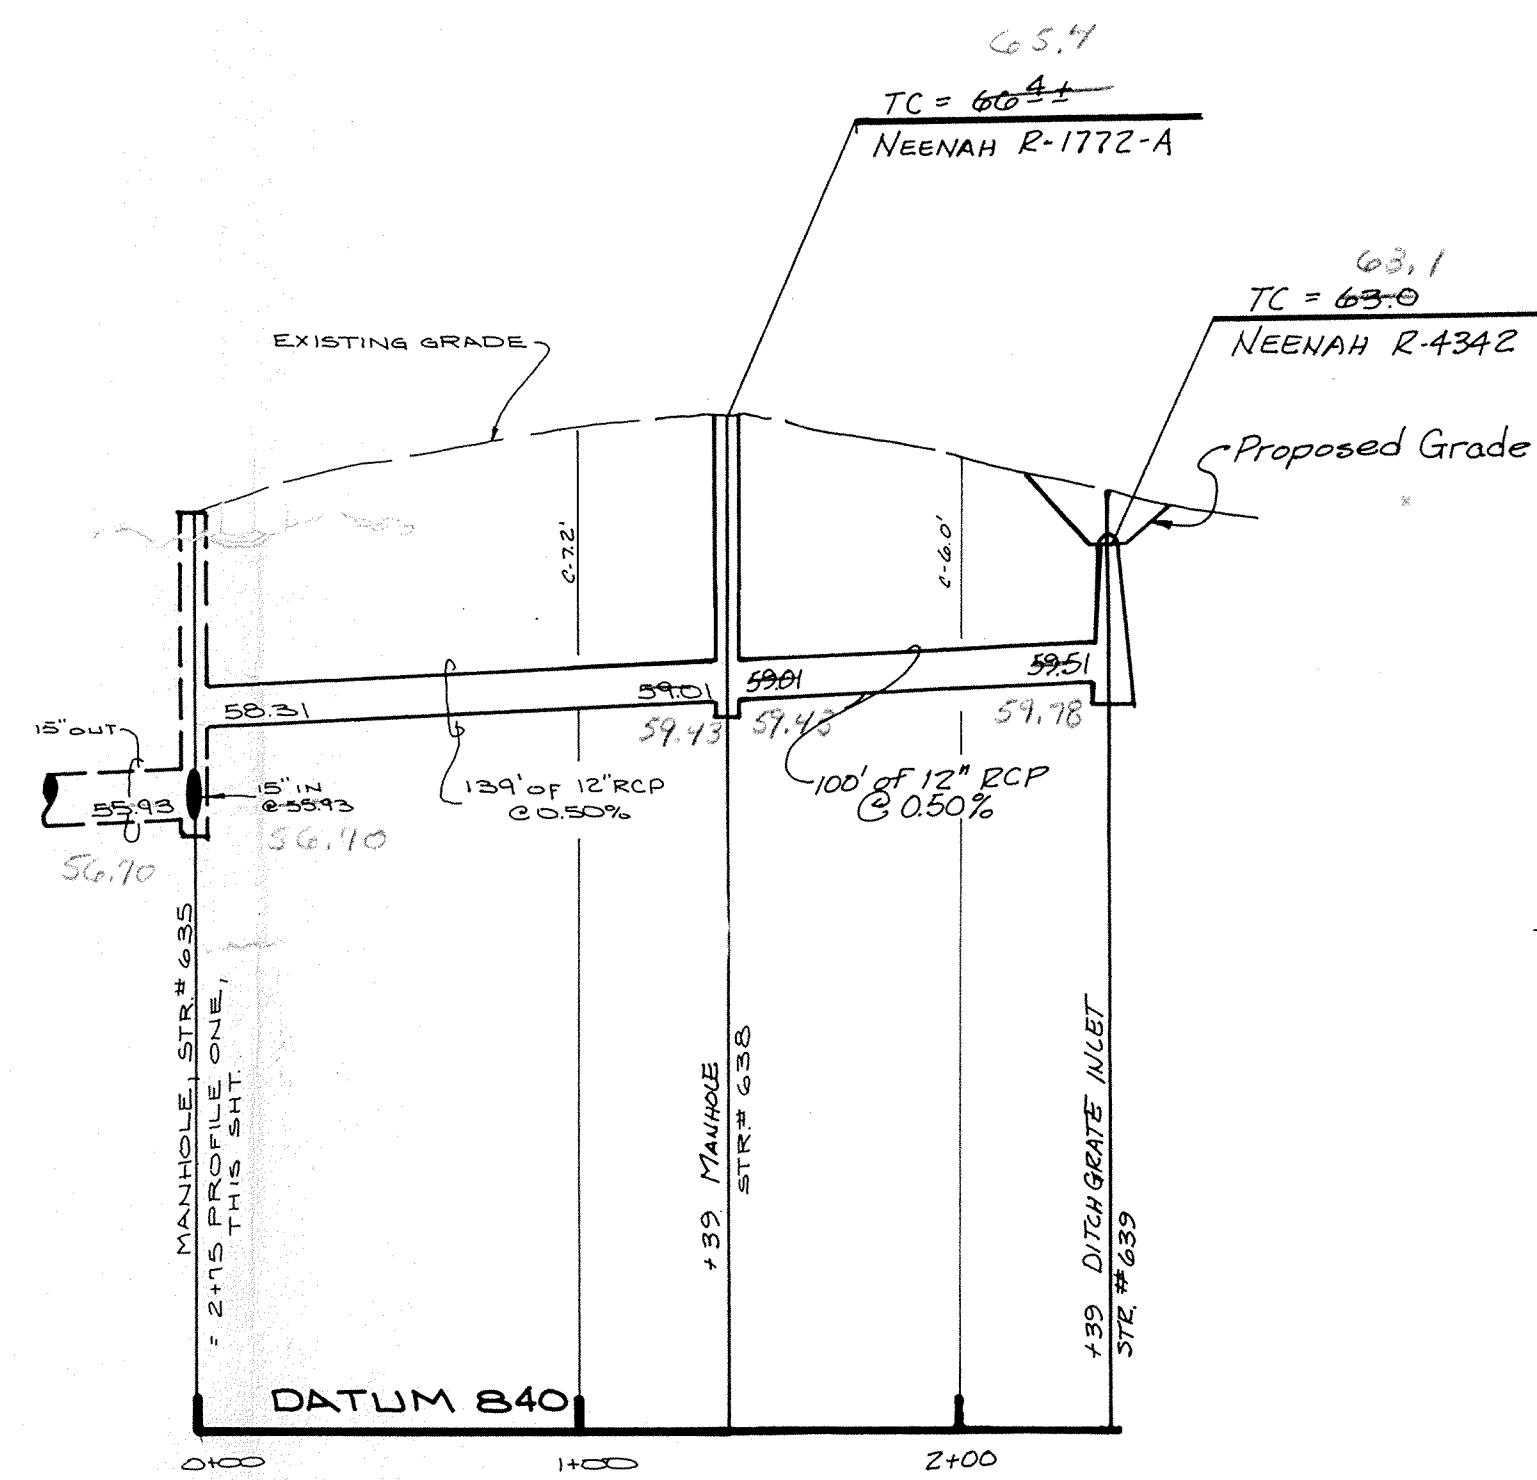 65.4
TC = 66.4±
NEENAH R-1772-A
63.1
TC = 63.0
NEENAH R-4342
EXISTING GRADE
Proposed Grade
C-7.2'
C-6.0'
58.31
59.01
59.01
59.51
59.43
59.43
59.78
15" OUT
55.93
15" IN
@ 55.93
56.70
139' OF 12" RCP
@ 0.50%
100' OF 12" RCP
@ 0.50%
MANHOLE, STR.# 635
= 2+75 PROFILE ONE,
THIS SHT.
+39 MANHOLE
STR.# 638
+39 DITCH GRATE INLET
STR. #639
DATUM 840
0+00
1+00
2+00